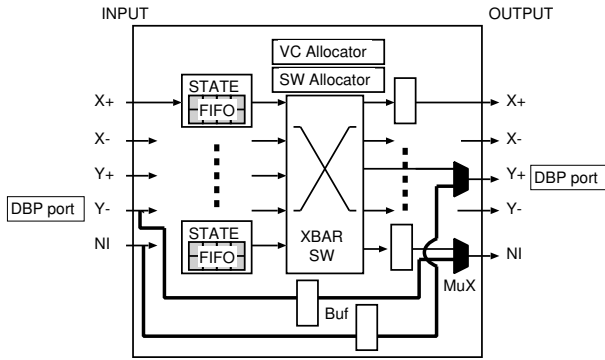 INPUT
OUTPUT
VC Allocator
SW Allocator
STATE
FIFO
X+
X+
X-
X-
Y+
Y+
DBP port
DBP port
Y-
Y-
STATE
FIFO
NI
XBAR
SW
NI
MuX
Buf